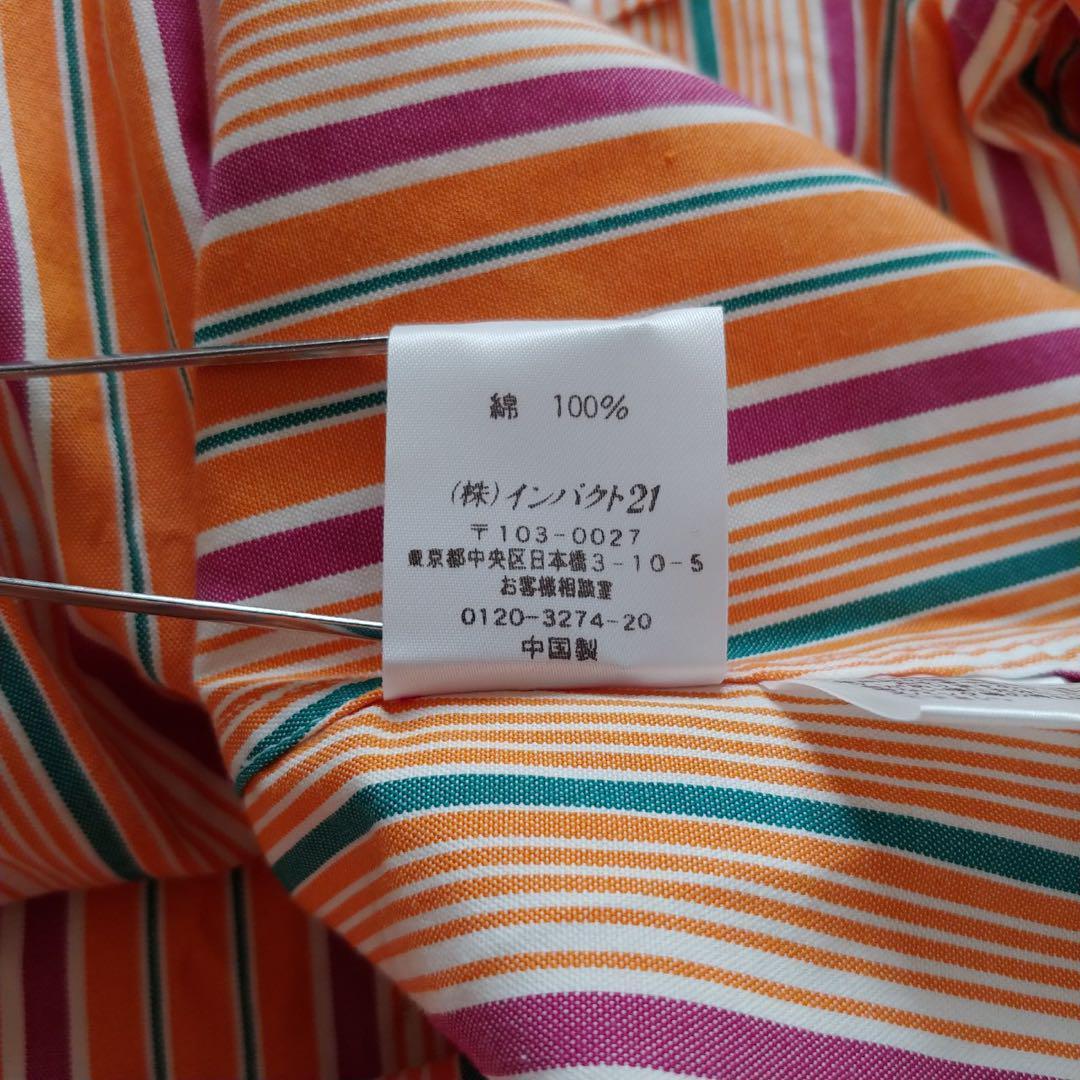 綿 100%
(株)インパクト21
〒103-0027
東京都中央区日本橋3-10-5
お客様相談室
0120-3274-20
中国製